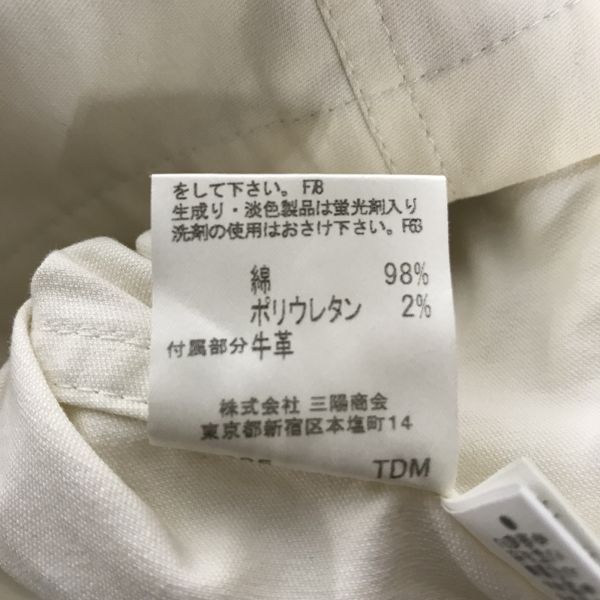 をして下さい。F78
生成り・淡色製品は蛍光剤入り
洗剤の使用はおさけ下さい。F63
綿 98%
ポリウレタン 2%
付属部分 牛革
株式会社 三陽商会
東京都新宿区本塩町14
TDM